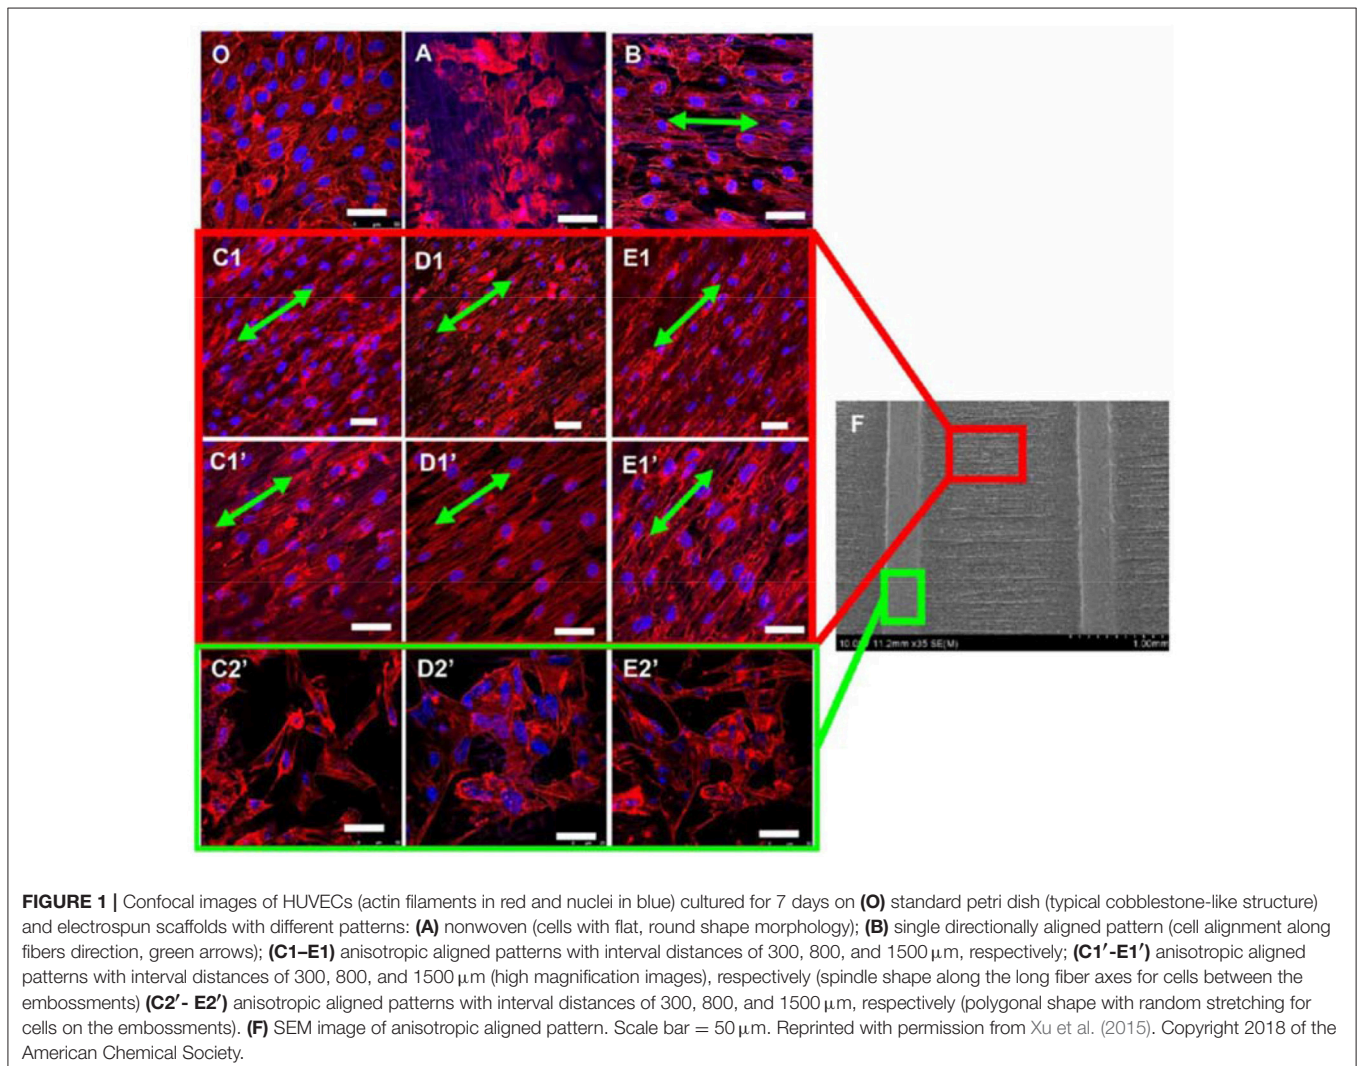 O
A
B
C1
D1
E1
C1'
D1'
E1'
F
11.2mm x35 SE(M)
1.00mm
C2'
D2'
E2'
FIGURE 1 | Confocal images of HUVECs (actin filaments in red and nuclei in blue) cultured for 7 days on (O) standard petri dish (typical cobblestone-like structure)
and electrospun scaffolds with different patterns: (A) nonwoven (cells with flat, round shape morphology); (B) single directionally aligned pattern (cell alignment along
fibers direction, green arrows); (C1–E1) anisotropic aligned patterns with interval distances of 300, 800, and 1500 µm, respectively; (C1′-E1′) anisotropic aligned
patterns with interval distances of 300, 800, and 1500 µm (high magnification images), respectively (spindle shape along the long fiber axes for cells between the
embossments) (C2′- E2′) anisotropic aligned patterns with interval distances of 300, 800, and 1500 µm, respectively (polygonal shape with random stretching for
cells on the embossments). (F) SEM image of anisotropic aligned pattern. Scale bar = 50 µm. Reprinted with permission from Xu et al. (2015). Copyright 2018 of the
American Chemical Society.